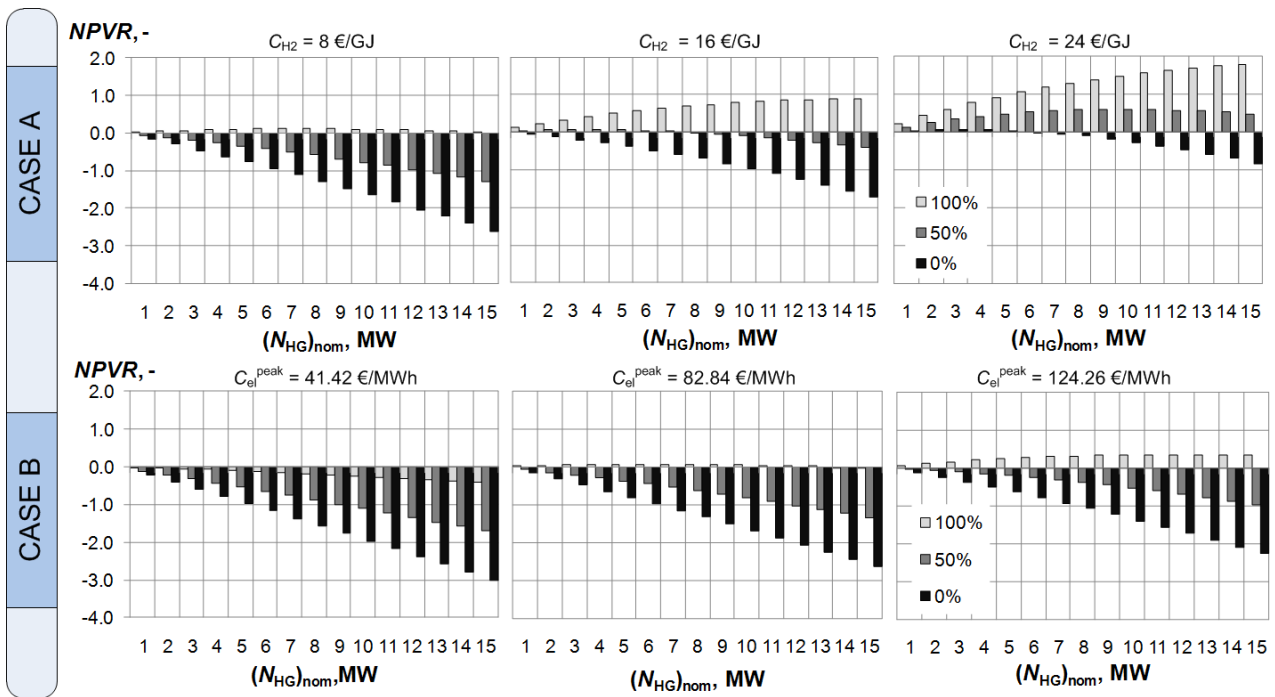 CASE A
NPVR, -
C_H2 = 8 €/GJ
C_H2 = 16 €/GJ
C_H2 = 24 €/GJ
2.0
1.0
0.0
-1.0
-2.0
-3.0
-4.0
100%
50%
0%
1 2 3 4 5 6 7 8 9 10 11 12 13 14 15
1 2 3 4 5 6 7 8 9 10 11 12 13 14 15
1 2 3 4 5 6 7 8 9 10 11 12 13 14 15
(N_HG)nom, MW
(N_HG)nom, MW
(N_HG)nom, MW
CASE B
NPVR, -
C_el^peak = 41.42 €/MWh
C_el^peak = 82.84 €/MWh
C_el^peak = 124.26 €/MWh
2.0
1.0
0.0
-1.0
-2.0
-3.0
-4.0
100%
50%
0%
1 2 3 4 5 6 7 8 9 10 11 12 13 14 15
1 2 3 4 5 6 7 8 9 10 11 12 13 14 15
1 2 3 4 5 6 7 8 9 10 11 12 13 14 15
(N_HG)nom,MW
(N_HG)nom, MW
(N_HG)nom, MW